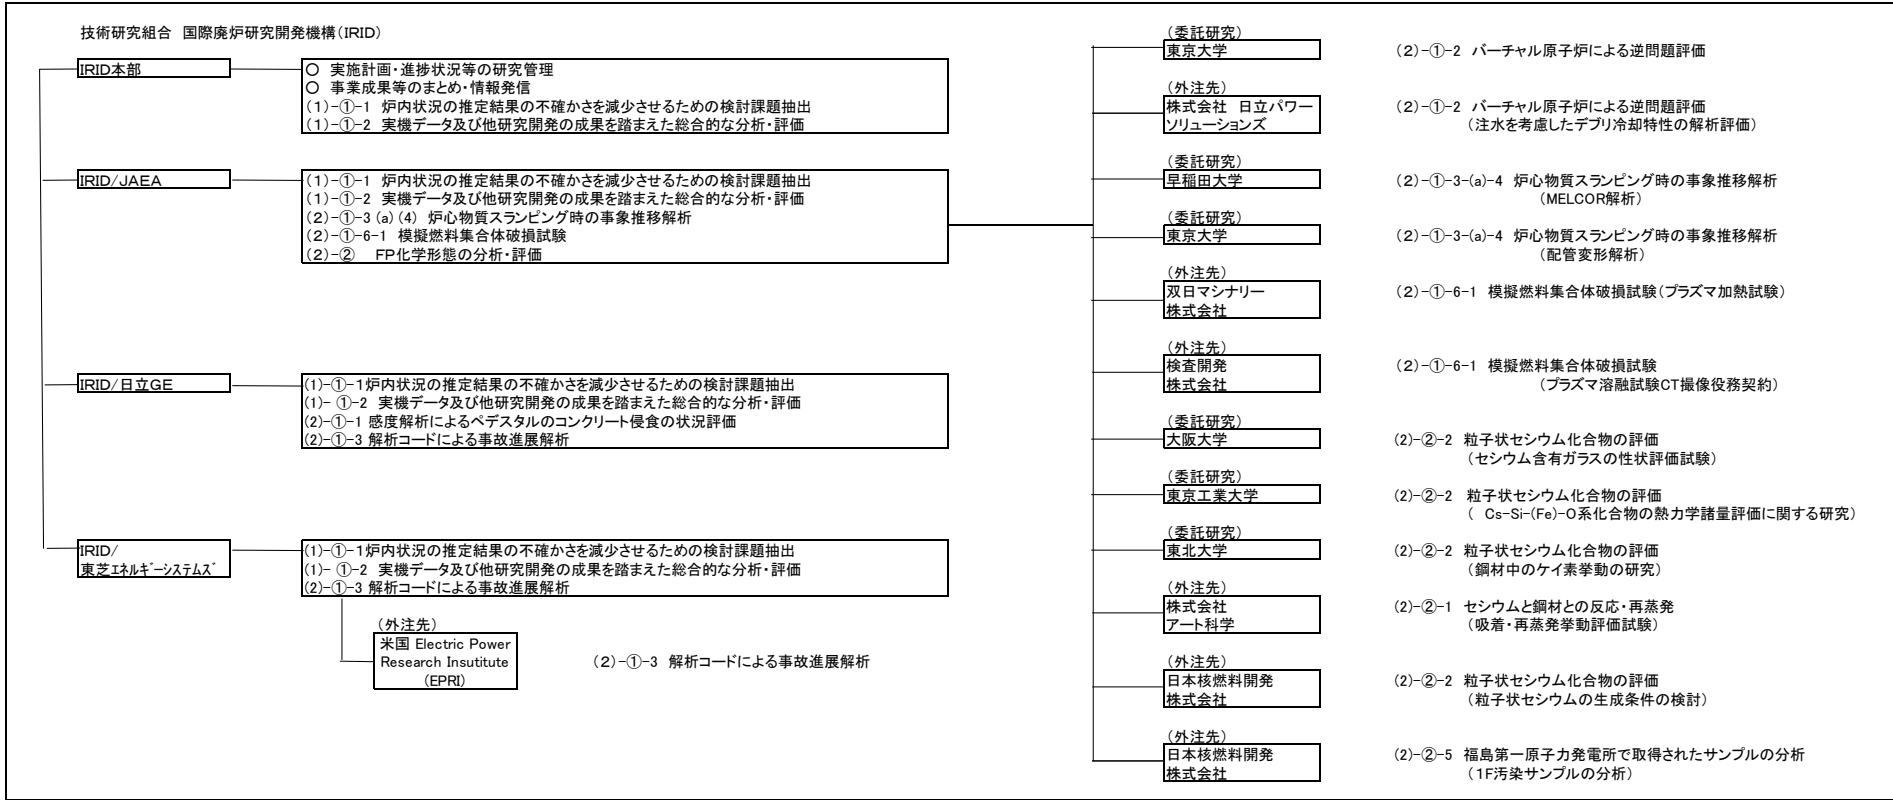 技術研究組合 国際廃炉研究開発機構(IRID)
IRID本部
○ 実施計画・進捗状況等の研究管理
○ 事業成果等のまとめ・情報発信
(1)-①-1 炉内状況の推定結果の不確かさを減少させるための検討課題抽出
(1)-①-2 実機データ及び他研究開発の成果を踏まえた総合的な分析・評価
IRID/JAEA
(1)-①-1 炉内状況の推定結果の不確かさを減少させるための検討課題抽出
(1)-①-2 実機データ及び他研究開発の成果を踏まえた総合的な分析・評価
(2)-①-3 (a) (4) 炉心物質スランピング時の事象推移解析
(2)-①-6-1 模擬燃料集合体破損試験
(2)-② FP化学形態の分析・評価
IRID/日立GE
(1)-①-1炉内状況の推定結果の不確かさを減少させるための検討課題抽出
(1)- ①-2 実機データ及び他研究開発の成果を踏まえた総合的な分析・評価
(2)-①-1 感度解析によるペデスタルのコンクリート侵食の状況評価
(2)-①-3 解析コードによる事故進展解析
IRID/
東芝エネルギーシステムズ
(1)-①-1炉内状況の推定結果の不確かさを減少させるための検討課題抽出
(1)- ①-2 実機データ及び他研究開発の成果を踏まえた総合的な分析・評価
(2)-①-3 解析コードによる事故進展解析
(外注先)
米国 Electric Power
Research Insutitute
(EPRI)
(2)-①-3 解析コードによる事故進展解析
(委託研究)
東京大学
(2)-①-2 バーチャル原子炉による逆問題評価
(外注先)
株式会社 日立パワー
ソリューションズ
(2)-①-2 バーチャル原子炉による逆問題評価
(注水を考慮したデブリ冷却特性の解析評価)
(委託研究)
早稲田大学
(2)-①-3-(a)-4 炉心物質スランピング時の事象推移解析
(MELCOR解析)
(委託研究)
東京大学
(2)-①-3-(a)-4 炉心物質スランピング時の事象推移解析
(配管変形解析)
(外注先)
双日マシナリー
株式会社
(2)-①-6-1 模擬燃料集合体破損試験(プラズマ加熱試験)
(外注先)
検査開発
株式会社
(2)-①-6-1 模擬燃料集合体破損試験
(プラズマ溶融試験CT撮像役務契約)
(委託研究)
大阪大学
(2)-②-2 粒子状セシウム化合物の評価
(セシウム含有ガラスの性状評価試験)
(委託研究)
東京工業大学
(2)-②-2 粒子状セシウム化合物の評価
( Cs-Si-(Fe)-O系化合物の熱力学諸量評価に関する研究)
(委託研究)
東北大学
(2)-②-2 粒子状セシウム化合物の評価
(鋼材中のケイ素挙動の研究)
(外注先)
株式会社
アート科学
(2)-②-1 セシウムと鋼材との反応・再蒸発
(吸着・再蒸発挙動評価試験)
(外注先)
日本核燃料開発
株式会社
(2)-②-2 粒子状セシウム化合物の評価
(粒子状セシウムの生成条件の検討)
(外注先)
日本核燃料開発
株式会社
(2)-②-5 福島第一原子力発電所で取得されたサンプルの分析
(1F汚染サンプルの分析)